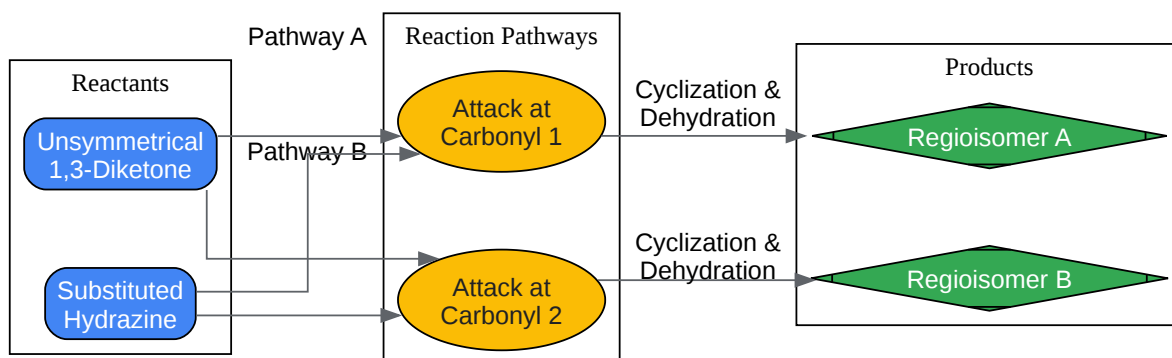 Reactants
Unsymmetrical
1,3-Diketone
Substituted
Hydrazine
Pathway A
Pathway B
Reaction Pathways
Attack at
Carbonyl 1
Attack at
Carbonyl 2
Cyclization &
Dehydration
Cyclization &
Dehydration
Products
Regioisomer A
Regioisomer B